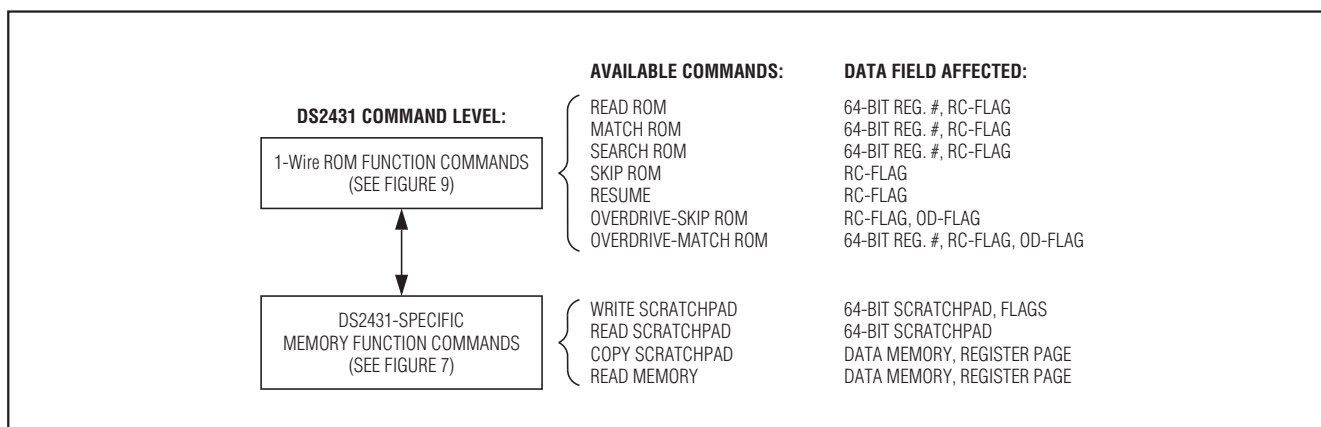 AVAILABLE COMMANDS: DATA FIELD AFFECTED:
DS2431 COMMAND LEVEL:
1-Wire ROM FUNCTION COMMANDS
(SEE FIGURE 9)
READ ROM 64-BIT REG. #, RC-FLAG
MATCH ROM 64-BIT REG. #, RC-FLAG
SEARCH ROM 64-BIT REG. #, RC-FLAG
SKIP ROM RC-FLAG
RESUME RC-FLAG
OVERDRIVE-SKIP ROM RC-FLAG, OD-FLAG
OVERDRIVE-MATCH ROM 64-BIT REG. #, RC-FLAG, OD-FLAG
DS2431-SPECIFIC
MEMORY FUNCTION COMMANDS
(SEE FIGURE 7)
WRITE SCRATCHPAD 64-BIT SCRATCHPAD, FLAGS
READ SCRATCHPAD 64-BIT SCRATCHPAD
COPY SCRATCHPAD DATA MEMORY, REGISTER PAGE
READ MEMORY DATA MEMORY, REGISTER PAGE